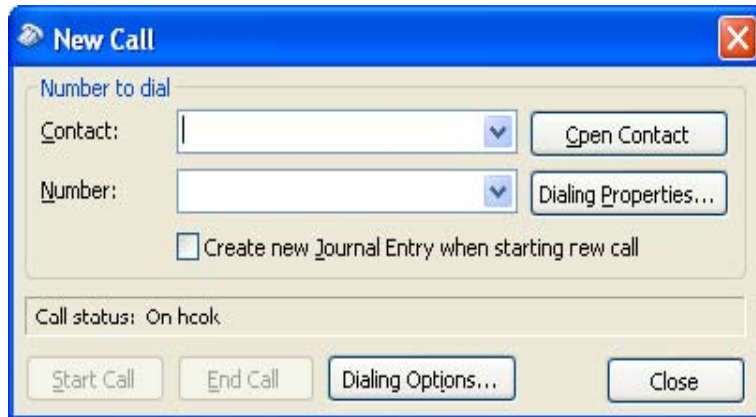 New Call
Number to dial
Contact:
Open Contact
Number:
Dialing Properties...
Create new Journal Entry when starting new call
Call status: On hook
Start Call End Call Dialing Options... Close